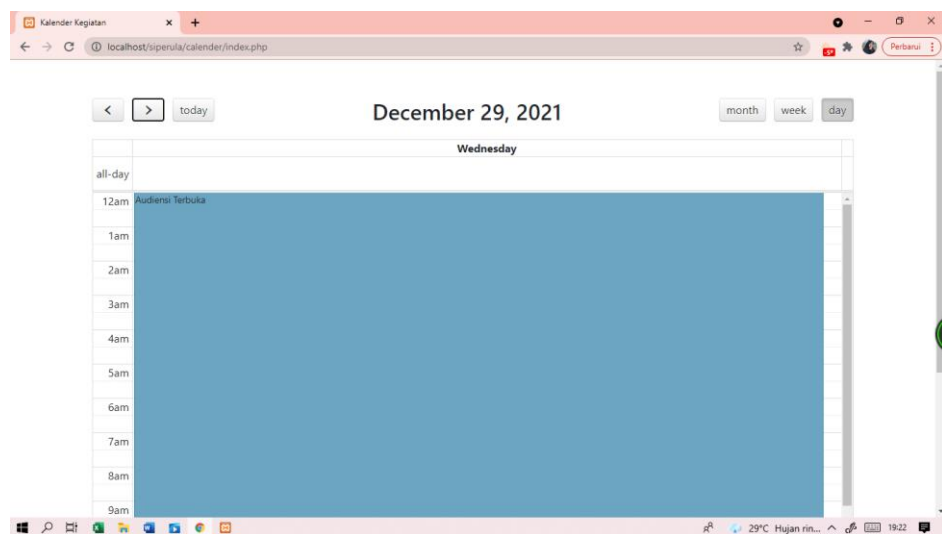 Kalender Kegiatan
localhost/siperula/calender/index.php
Perbarui
today
December 29, 2021
month week day
Wednesday
all-day
12am Audiensi Terbuka
1am
2am
3am
4am
5am
6am
7am
8am
9am
29°C Hujan rin... 19:22